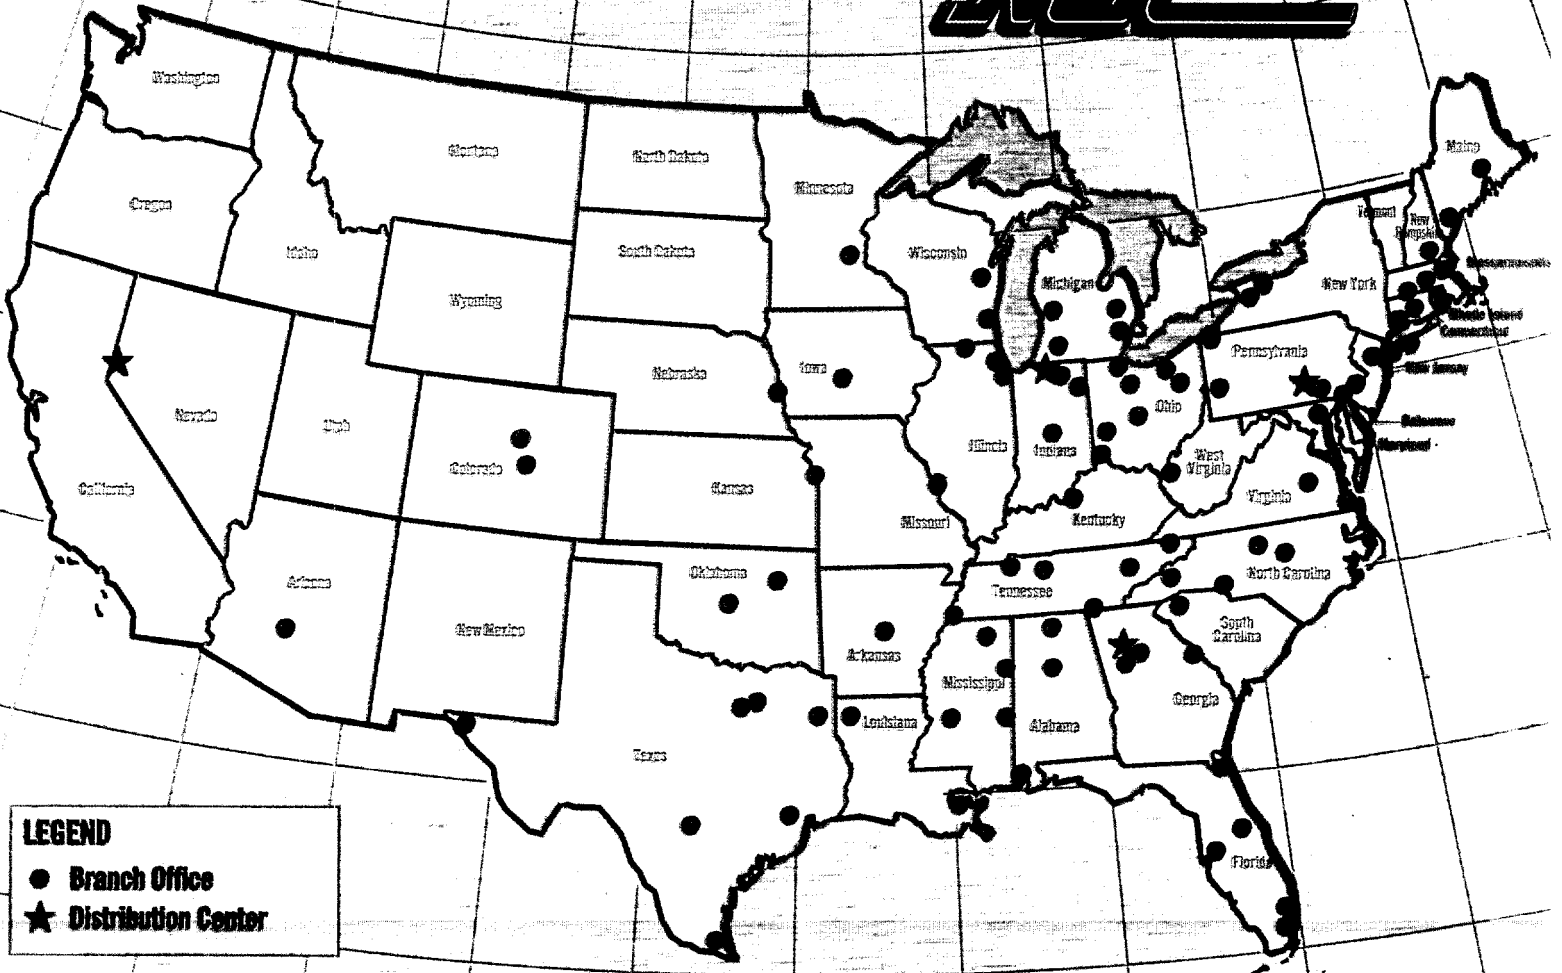 Washington
Montana
North Dakota
Minnesota
Maine
Oregon
Idaho
South Dakota
Wisconsin
Michigan
Vermont
New
Hampshire
Massachusetts
Wyoming
New York
Rhode Island
Connecticut
Nebraska
Iowa
Pennsylvania
New Jersey
Nevada
Utah
Colorado
Kansas
Illinois
Indiana
Ohio
Delaware
Maryland
California
Missouri
West
Virginia
Virginia
Kentucky
Arizona
New Mexico
Oklahoma
Arkansas
Tennessee
North Carolina
South
Carolina
Mississippi
Alabama
Georgia
Texas
Louisiana
Florida
LEGEND
Branch Office
Distribution Center